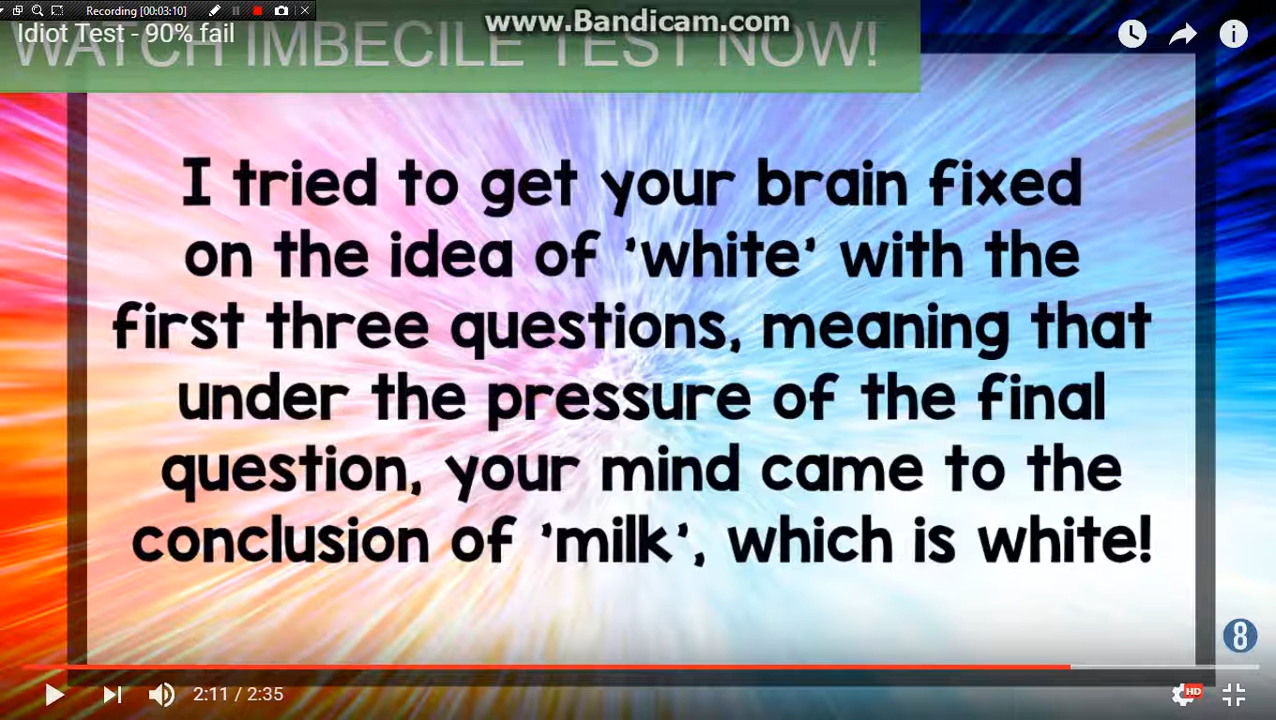 Recording [00:03:10]
www.Bandicam.com
Idiot Test - 90% fail
WATCH IMBECILE TEST NOW!
I tried to get your brain fixed
on the idea of 'white' with the
first three questions, meaning that
under the pressure of the final
question, your mind came to the
conclusion of 'milk', which is white!
8
2:11 / 2:35
HD